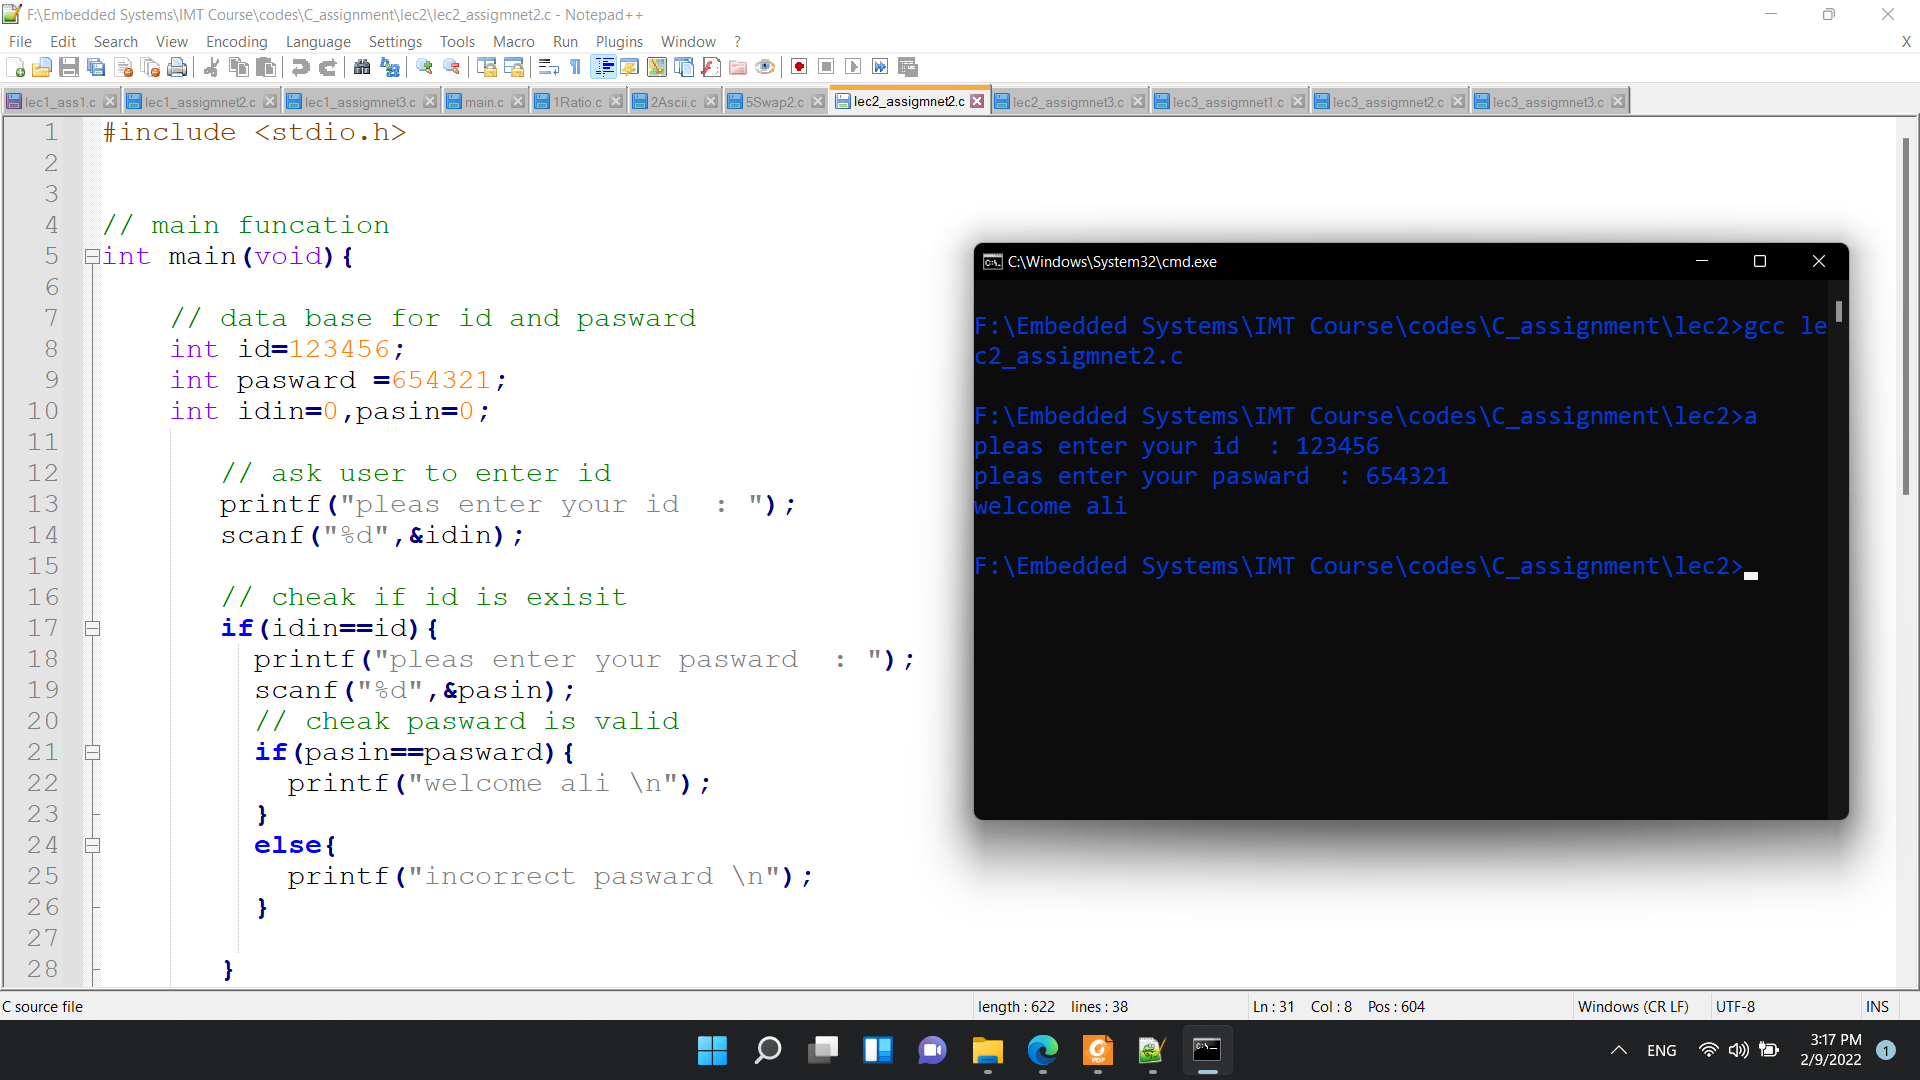 F:\Embedded Systems\IMT Course\codes\C_assignment\lec2\lec2_assigmnet2.c - Notepad++
File Edit Search View Encoding Language Settings Tools Macro Run Plugins Window ? X
lec1_ass1.c lec1_assigmnet2.c lec1_assigmnet3.c main.c 1Ratio.c 2Ascii.c 5Swap2.c lec2_assigmnet2.c lec2_assigmnet3.c lec3_assigmnet1.c lec3_assigmnet2.c lec3_assigmnet3.c
1 #include <stdio.h>
2
3
4 // main funcation
5 int main(void){
6
7 // data base for id and pasward
8 int id=123456;
9 int pasward =654321;
10 int idin=0,pasin=0;
11
12 // ask user to enter id
13 printf("pleas enter your id  : ");
14 scanf("%d",&idin);
15
16 // cheak if id is exisit
17 if(idin==id){
18 printf("pleas enter your pasward  : ");
19 scanf("%d",&pasin);
20 // cheak pasward is valid
21 if(pasin==pasward){
22 printf("welcome ali \n");
23 }
24 else{
25 printf("incorrect pasward \n");
26 }
27
28 }
C:\Windows\System32\cmd.exe
F:\Embedded Systems\IMT Course\codes\C_assignment\lec2>gcc le
c2_assigmnet2.c
F:\Embedded Systems\IMT Course\codes\C_assignment\lec2>a
pleas enter your id  : 123456
pleas enter your pasward  : 654321
welcome ali
F:\Embedded Systems\IMT Course\codes\C_assignment\lec2>
C source file length : 622 lines : 38 Ln : 31 Col : 8 Pos : 604 Windows (CR LF) UTF-8 INS
ENG 3:17 PM
2/9/2022 1